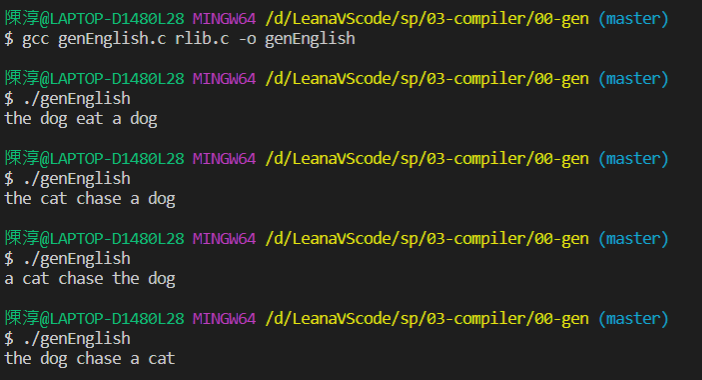 陳淳@LAPTOP-D1480L28 MINGW64 /d/LeanaVScode/sp/03-compiler/00-gen (master)
$ gcc genEnglish.c rlib.c -o genEnglish
陳淳@LAPTOP-D1480L28 MINGW64 /d/LeanaVScode/sp/03-compiler/00-gen (master)
$ ./genEnglish
the dog eat a dog
陳淳@LAPTOP-D1480L28 MINGW64 /d/LeanaVScode/sp/03-compiler/00-gen (master)
$ ./genEnglish
the cat chase a dog
陳淳@LAPTOP-D1480L28 MINGW64 /d/LeanaVScode/sp/03-compiler/00-gen (master)
$ ./genEnglish
a cat chase the dog
陳淳@LAPTOP-D1480L28 MINGW64 /d/LeanaVScode/sp/03-compiler/00-gen (master)
$ ./genEnglish
the dog chase a cat